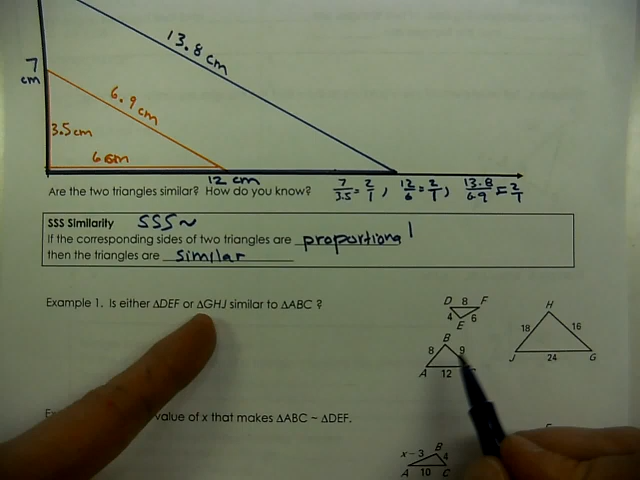 13.8 cm
7
cm
6.9 cm
3.5cm
6cm
12 cm
Are the two triangles similar? How do you know? 7/3.5 = 2/1, 12/6 = 2/1, 13.8/6.9 = 2/1
SSS Similarity SSS~
If the corresponding sides of two triangles are proportional
then the triangles are similar
Example 1. Is either ΔDEF or ΔGHJ similar to ΔABC ?
D 8 F
4 6
E
H
18 16
J 24 G
B
8 9
A 12
value of x that makes ΔABC ~ ΔDEF.
x − 3 B 4
A 10 C